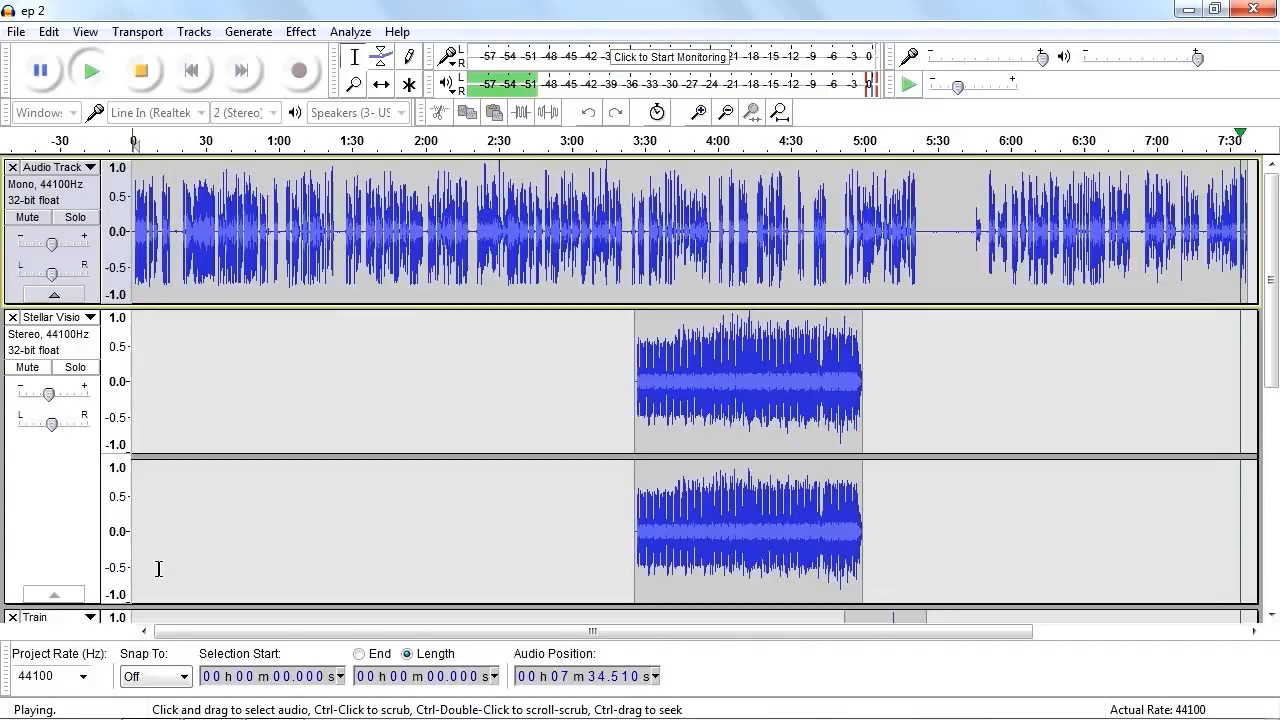 ep 2
File Edit View Transport Tracks Generate Effect Analyze Help
L R -57 -54 -51 -48 -45 -42 -3 Click to Start Monitoring 21 -18 -15 -12 -9 -6 -3 0
L R -57 -54 -51 -48 -45 -42 -39 -36 -33 -30 -27 -24 -21 -18 -15 -12 -9 -6 -3 0
Windows Line In (Realtek 2 (Stereo) Speakers (3- US
-30 0 30 1:00 1:30 2:00 2:30 3:00 3:30 4:00 4:30 5:00 5:30 6:00 6:30 7:00 7:30
Audio Track 1.0
Mono, 44100Hz
32-bit float 0.5
Mute Solo
- + 0.0
L R -0.5
-1.0
Stellar Visio 1.0
Stereo, 44100Hz
32-bit float 0.5
Mute Solo
- + 0.0
L R -0.5
-1.0
1.0
0.5
0.0
-0.5
-1.0
Train 1.0
Project Rate (Hz): Snap To: Selection Start: End Length Audio Position:
44100 Off 00 h 00 m 00.000 s 00 h 00 m 00.000 s 00 h 07 m 34.510 s
Playing. Click and drag to select audio, Ctrl-Click to scrub, Ctrl-Double-Click to scroll-scrub, Ctrl-drag to seek Actual Rate: 44100